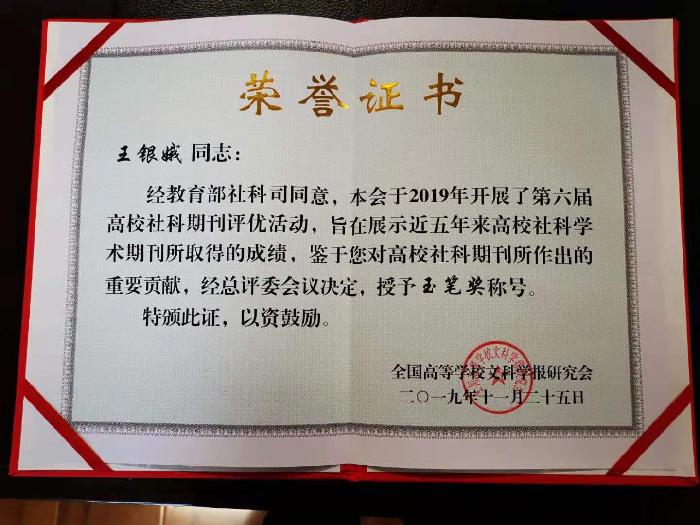 荣誉证书
王银娥 同志：
经教育部社科司同意，本会于2019年开展了第六届
高校社科期刊评优活动，旨在展示近五年来高校社科学
术期刊所取得的成绩，鉴于您对高校社科期刊所作出的
重要贡献，经总评委会议决定，授予玉笔奖称号。
特颁此证，以资鼓励。
全国高等学校文科学报研究会
二〇一九年十一月二十五日